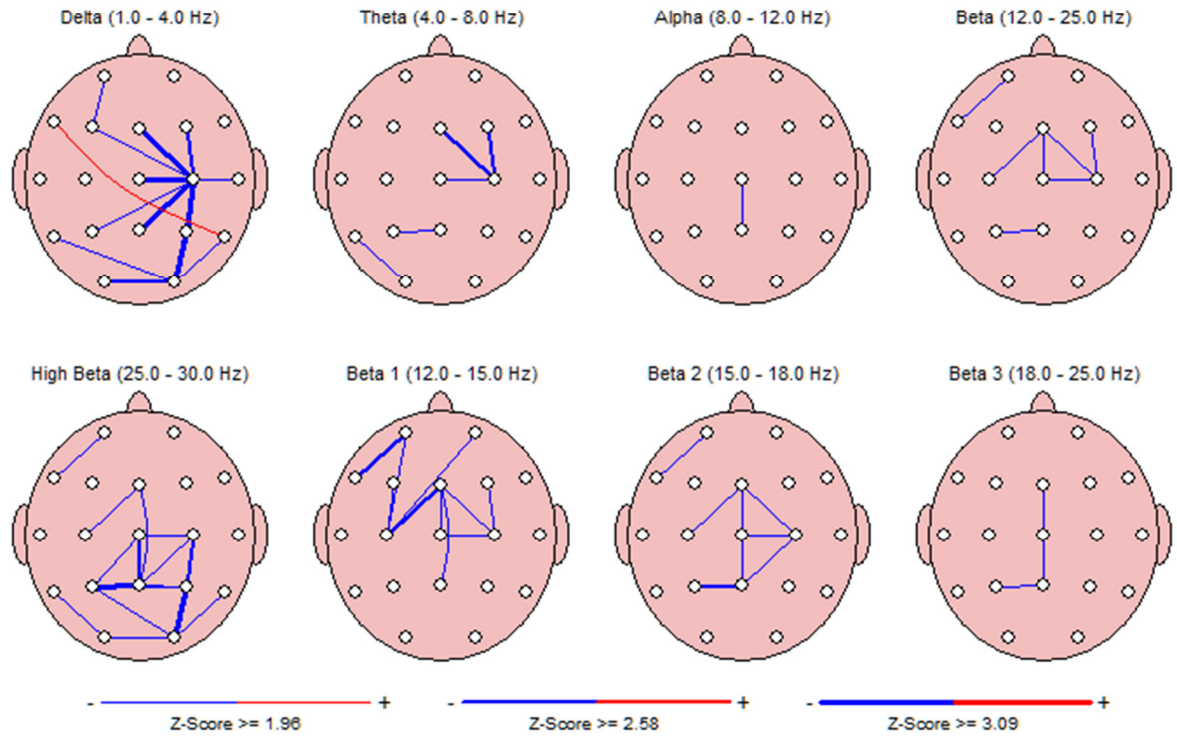 Delta (1.0 - 4.0 Hz) Theta (4.0 - 8.0 Hz) Alpha (8.0 - 12.0 Hz) Beta (12.0 - 25.0 Hz)
High Beta (25.0 - 30.0 Hz) Beta 1 (12.0 - 15.0 Hz) Beta 2 (15.0 - 18.0 Hz) Beta 3 (18.0 - 25.0 Hz)
- + - + - +
Z-Score >= 1.96 Z-Score >= 2.58 Z-Score >= 3.09